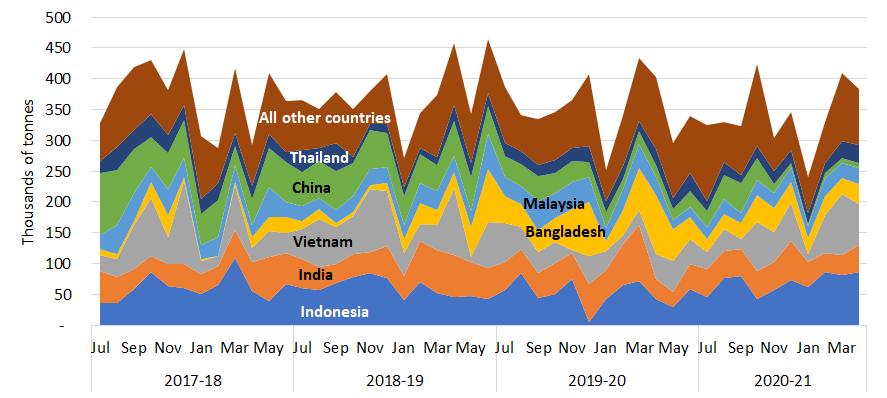 Thousands of tonnes
500
450
400
350
300
250
200
150
100
50
-
All other countries
Thailand
China
Malaysia
Bangladesh
Vietnam
India
Indonesia
Jul Sep Nov Jan Mar May Jul Sep Nov Jan Mar May Jul Sep Nov Jan Mar May Jul Sep Nov Jan Mar
2017-18 2018-19 2019-20 2020-21